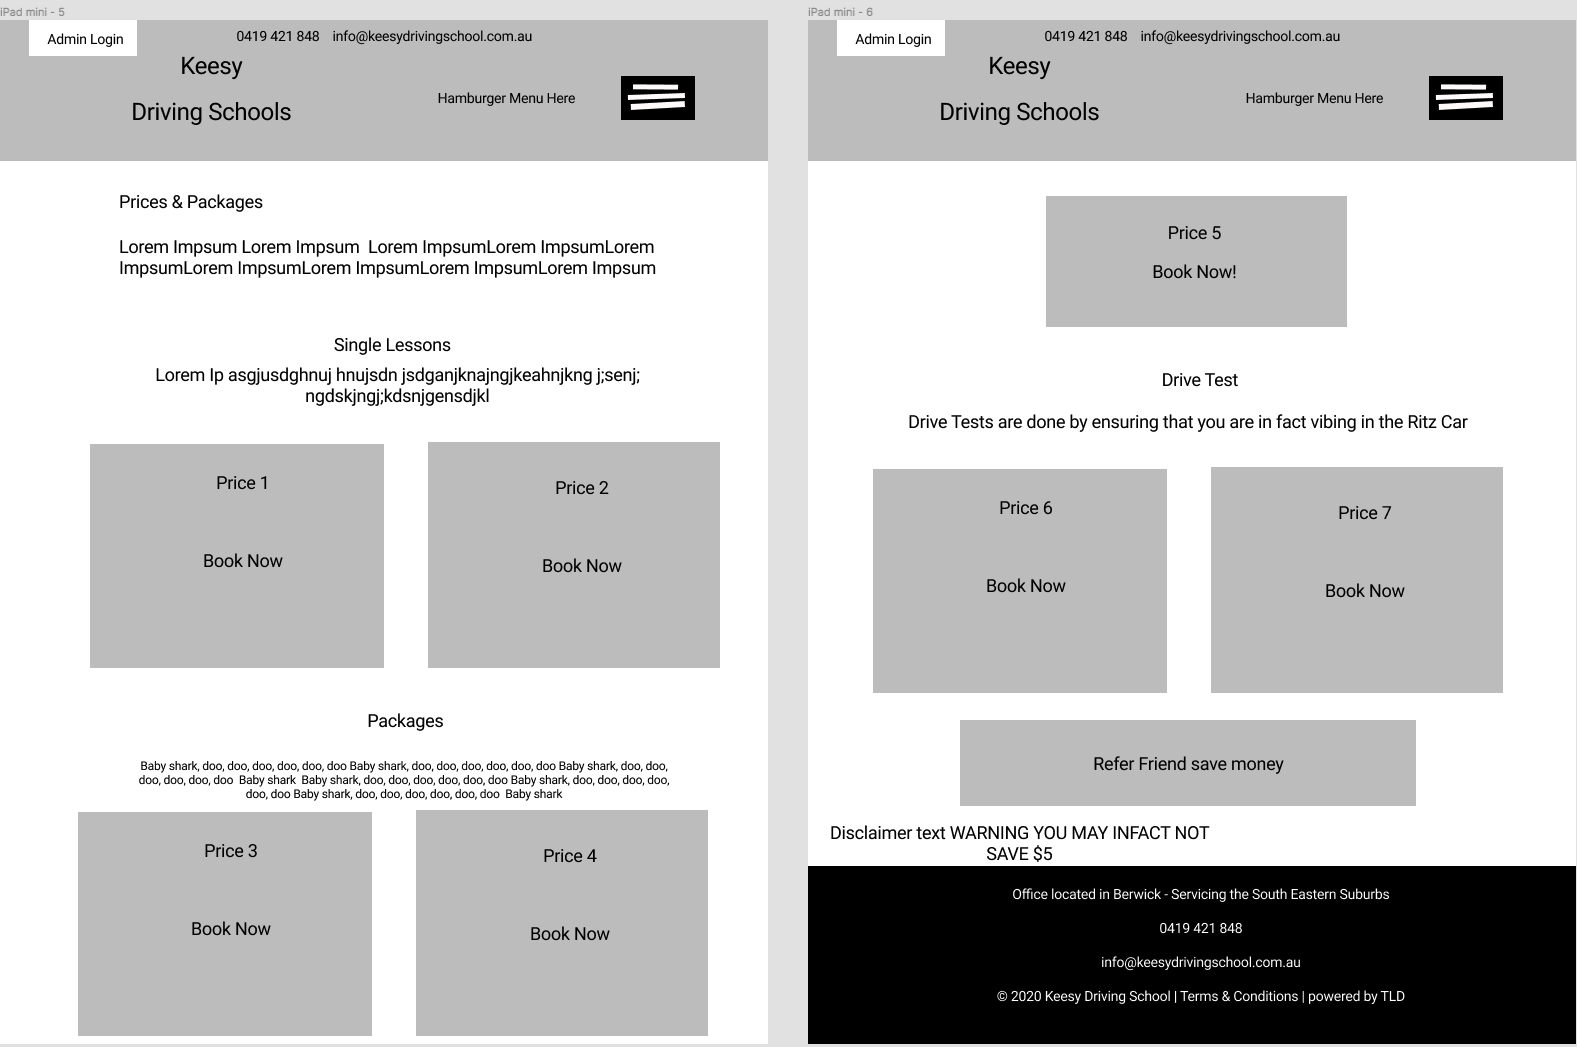 iPad mini - 5
Admin Login
0419 421 848 info@keesydrivingschool.com.au
Keesy
Driving Schools
Hamburger Menu Here
Prices & Packages
Lorem Impsum Lorem Impsum  Lorem ImpsumLorem ImpsumLorem
ImpsumLorem ImpsumLorem ImpsumLorem ImpsumLorem Impsum
Single Lessons
Lorem Ip asgjusdghnuj hnujsdn jsdganjknajngjkeahnjkng j;senj;
ngdskjngj;kdsnjgensdjkl
Price 1
Book Now
Price 2
Book Now
Packages
Baby shark, doo, doo, doo, doo, doo, doo Baby shark, doo, doo, doo, doo, doo, doo Baby shark, doo, doo,
doo, doo, doo, doo  Baby shark  Baby shark, doo, doo, doo, doo, doo, doo Baby shark, doo, doo, doo, doo,
doo, doo Baby shark, doo, doo, doo, doo, doo, doo  Baby shark
Price 3
Book Now
Price 4
Book Now
iPad mini - 6
Admin Login
0419 421 848 info@keesydrivingschool.com.au
Keesy
Driving Schools
Hamburger Menu Here
Price 5
Book Now!
Drive Test
Drive Tests are done by ensuring that you are in fact vibing in the Ritz Car
Price 6
Book Now
Price 7
Book Now
Refer Friend save money
Disclaimer text WARNING YOU MAY INFACT NOT
SAVE $5
Office located in Berwick - Servicing the South Eastern Suburbs
0419 421 848
info@keesydrivingschool.com.au
© 2020 Keesy Driving School | Terms & Conditions | powered by TLD